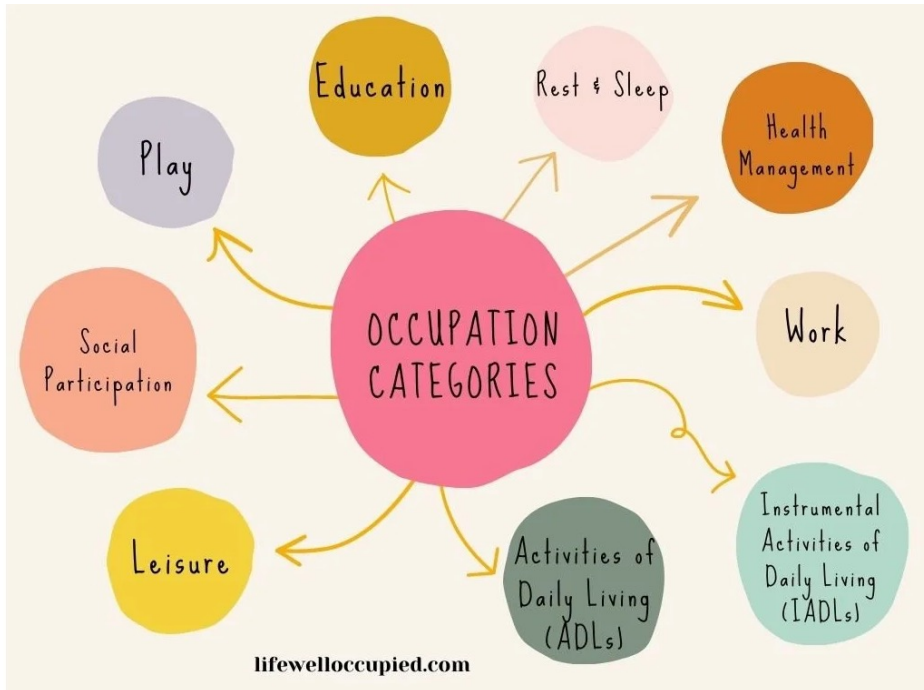 Education
Rest & Sleep
Health
Management
Play
OCCUPATION
CATEGORIES
Work
Social
Participation
Leisure
Activities of
Daily Living
(ADLs)
Instrumental
Activities of
Daily Living
(IADLs)
lifewelloccupied.com